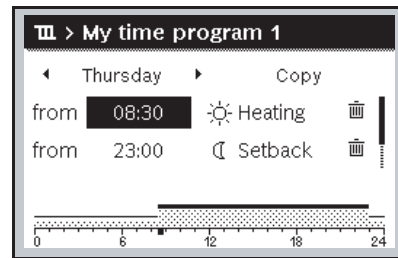 > My time program 1
Thursday Copy
from 08:30 Heating
from 23:00 Setback
0 6 12 18 24